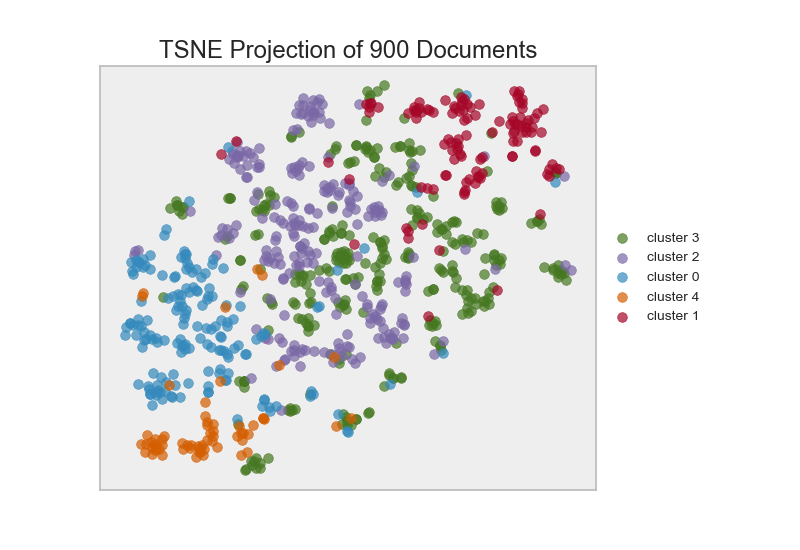 TSNE Projection of 900 Documents
cluster 3
cluster 2
cluster 0
cluster 4
cluster 1